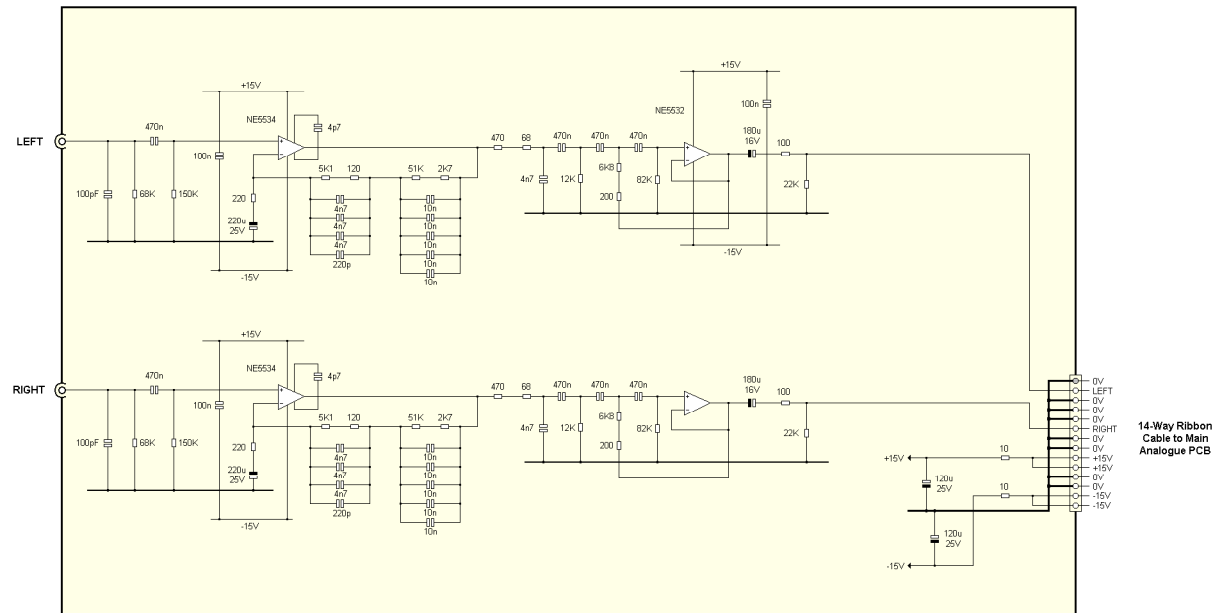 +15V
+15V
470n
NE5534
4p7
NE5532
100n
LEFT
470
68
470n
470n
470n
180u
16V
100
100n
5K1
120
51K
2K7
4n7
12K
6K8
82K
22K
100pF
68K
150K
220
4n7
10n
200
220u
25V
4n7
10n
4n7
10n
220p
10n
10n
-15V
-15V
+15V
470n
NE5534
4p7
RIGHT
470
68
470n
470n
470n
180u
16V
100
100n
5K1
120
51K
2K7
4n7
12K
6K8
82K
22K
100pF
68K
150K
220
4n7
10n
200
220u
25V
4n7
10n
4n7
10n
220p
10n
10n
-15V
0V
LEFT
0V
0V
0V
RIGHT
0V
0V
+15V
+15V
0V
0V
-15V
-15V
14-Way Ribbon
Cable to Main
Analogue PCB
+15V
10
120u
25V
10
120u
25V
-15V